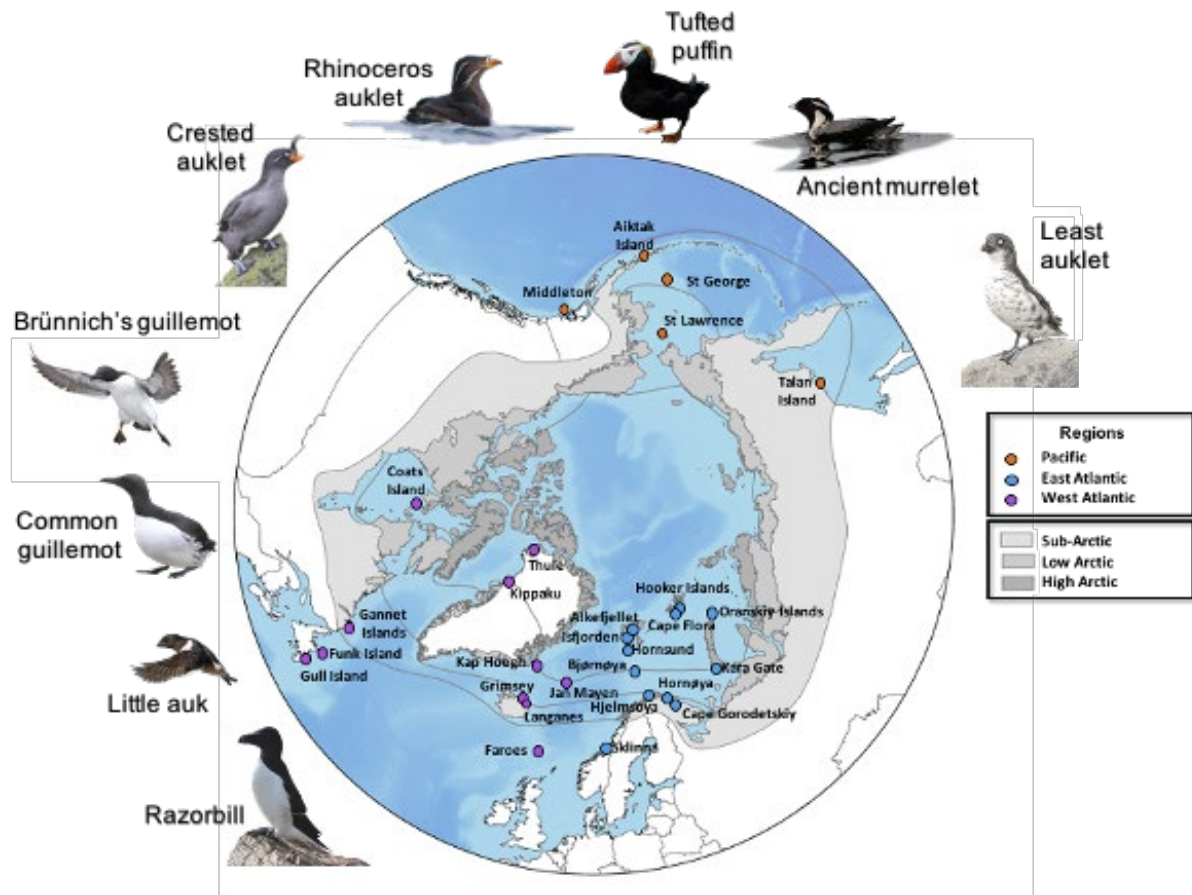 Tufted
puffin
Rhinoceros
auklet
Crested
auklet
Ancient murrelet
Least
auklet
Brünnich's guillemot
Common
guillemot
Little auk
Razorbill
Aiktak
Island
St George
Middleton
St Lawrence
Talan
Island
Coats
Island
Thule
Kippaku
Gannet
Islands
Funk Island
Gull Island
Kap Hoegh
Grimsey
Langanes
Jan Mayen
Faroes
Hooker Islands
Alkefjellet
Cape Flora
Oranskiy Islands
Isfjorden
Hornsund
Bjørnøya
Kara Gate
Hornøya
Hjelmsøya
Cape Gorodetskiy
Sklinna
Regions
Pacific
East Atlantic
West Atlantic
Sub-Arctic
Low Arctic
High Arctic